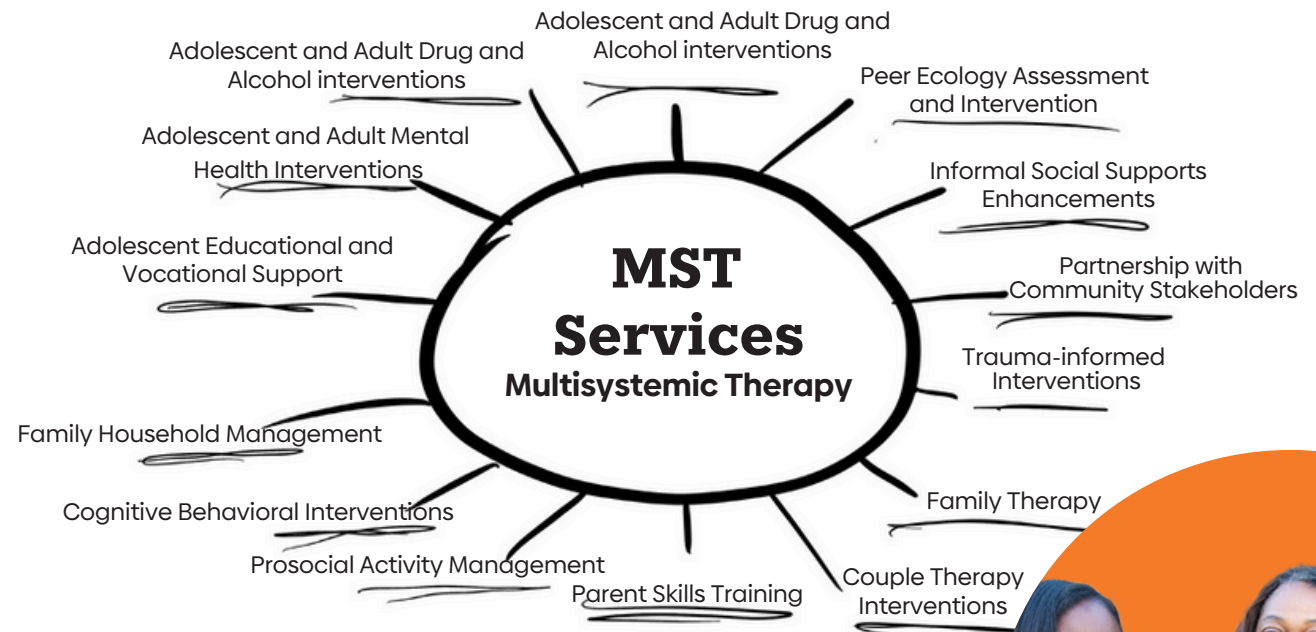 Adolescent and Adult Drug and
Alcohol interventions
Adolescent and Adult Drug and
Alcohol interventions
Peer Ecology Assessment
and Intervention
Adolescent and Adult Mental
Health Interventions
Informal Social Supports
Enhancements
Adolescent Educational and
Vocational Support
MST
Services
Multisystemic Therapy
Partnership with
Community Stakeholders
Trauma-informed
Interventions
Family Household Management
Cognitive Behavioral Interventions
Family Therapy
Prosocial Activity Management
Parent Skills Training
Couple Therapy
Interventions